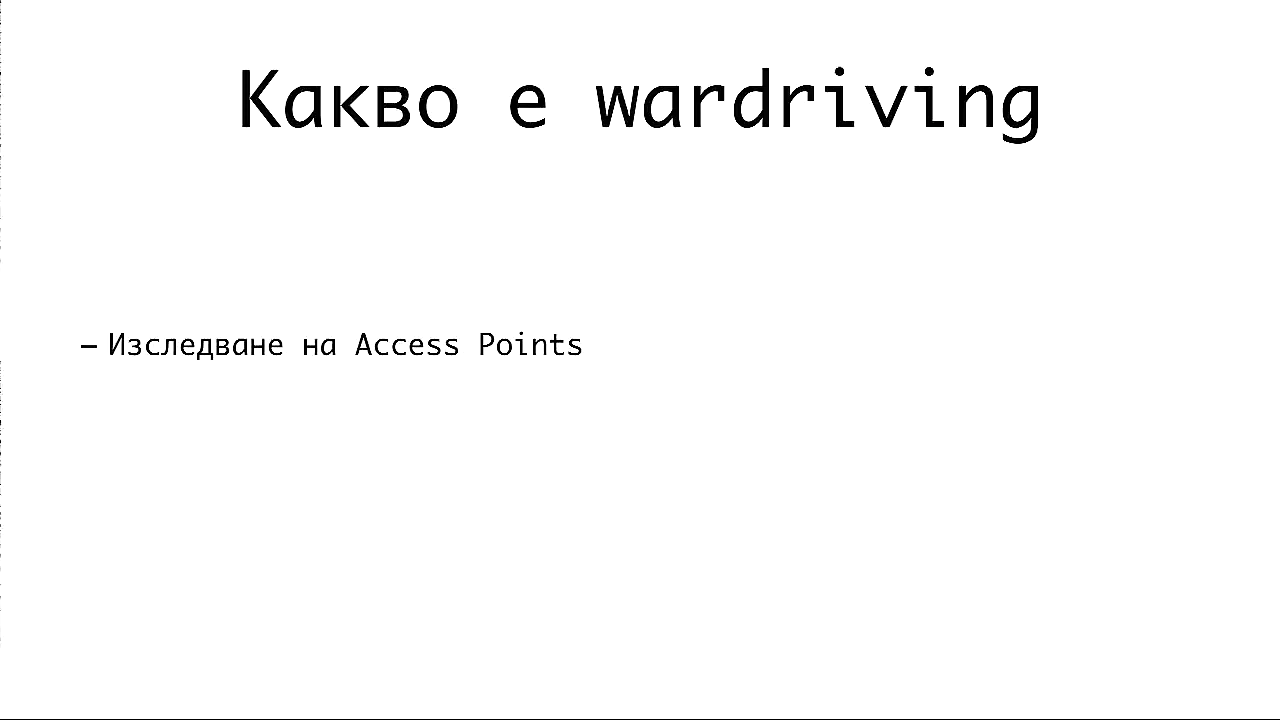 Какво е wardriving
– Изследване на Access Points